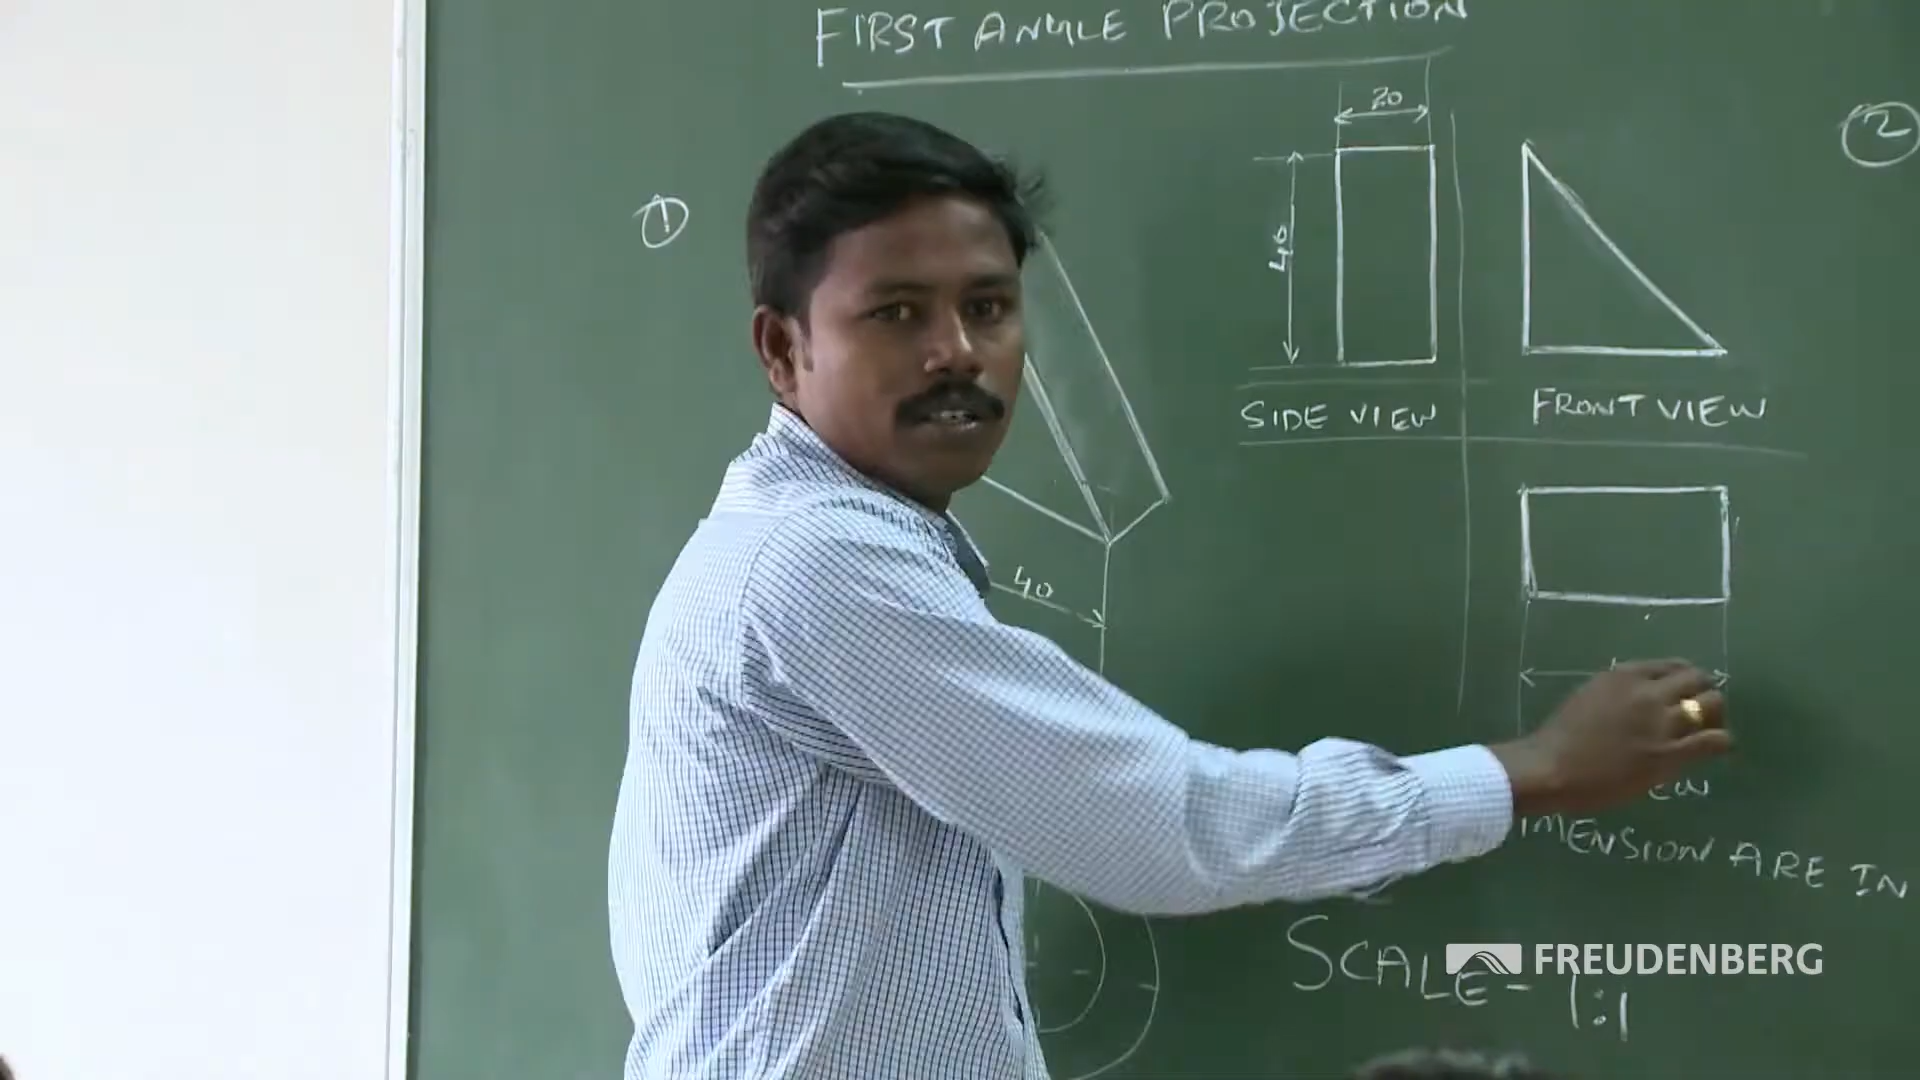 FIRST ANGLE PROJECTION
20
2
1
40
SIDE VIEW
FRONT VIEW
40
IMENSION ARE IN
SCALE - 1:1
FREUDENBERG